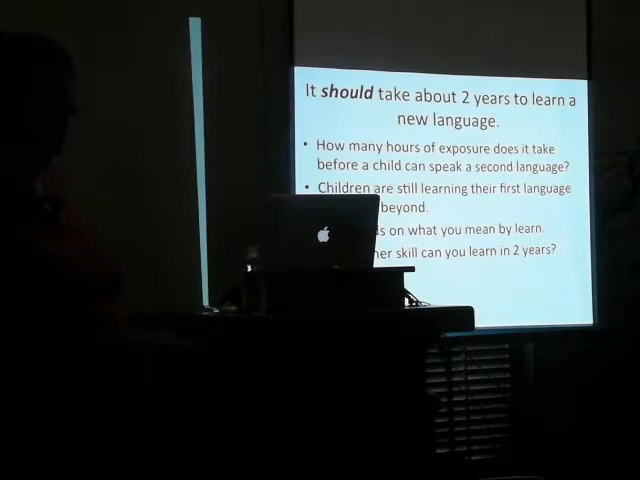 It should take about 2 years to learn a
new language.
• How many hours of exposure does it take
before a child can speak a second language?
• Children are still learning their first language
beyond.
on what you mean by learn.
skill can you learn in 2 years?